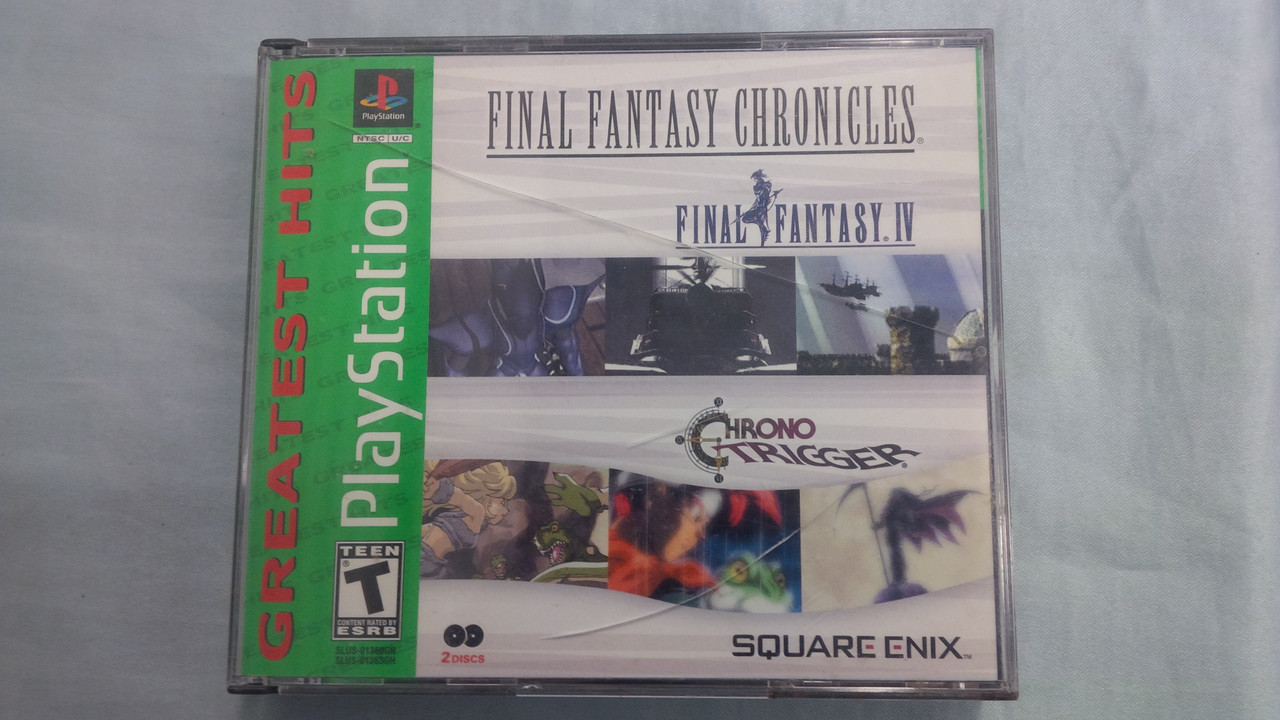 GREATEST HITS
PlayStation
NTSC U/C
PlayStation
TEEN
T
CONTENT RATED BY
ESRB
FINAL FANTASY CHRONICLES®
FINAL FANTASY® IV
CHRONO
TRIGGER®
2 DISCS
SQUARE ENIX™